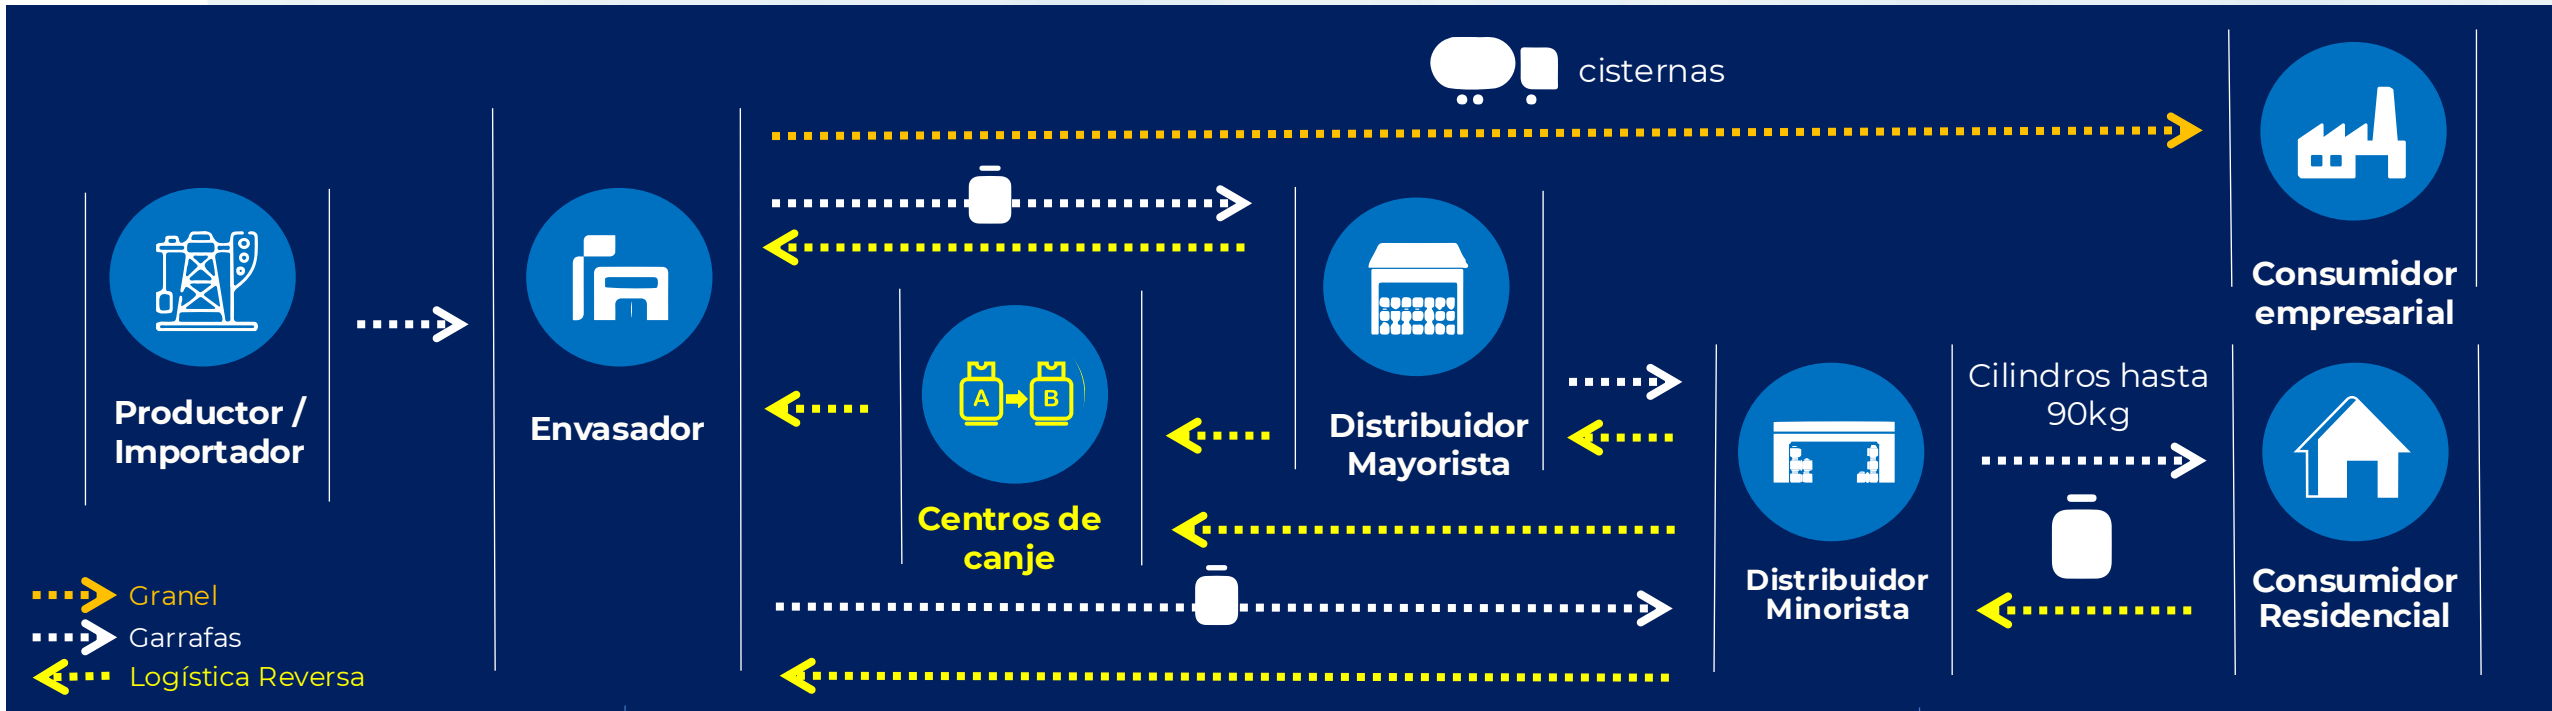 cisternas
Consumidor
empresarial
Productor /
Importador
Envasador
A
B
Centros de
canje
Distribuidor
Mayorista
Distribuidor
Minorista
Cilindros hasta
90kg
Consumidor
Residencial
Granel
Garrafas
Logística Reversa